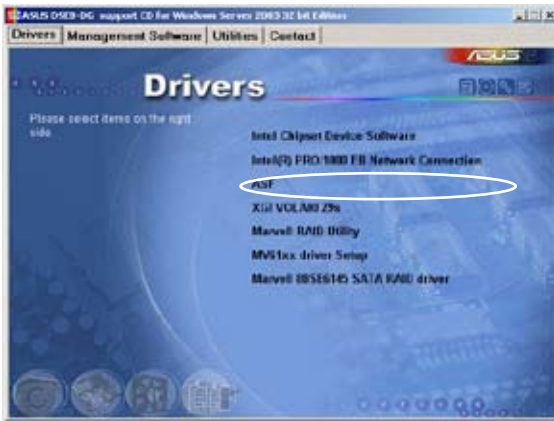 ASUS DSEB-DG support CD for Windows Server 2003 32 bit Editions
Drivers Management Software Utilities Contact
ASUS
Drivers
Please select items on the right side.
Intel Chipset Device Software
Intel(R) PRO/1000 EB Network Connection
ASF
XGI VOLARI Z9s
Marvell RAID Utility
MV61xx driver Setup
Marvell 88SE6145 SATA RAID driver